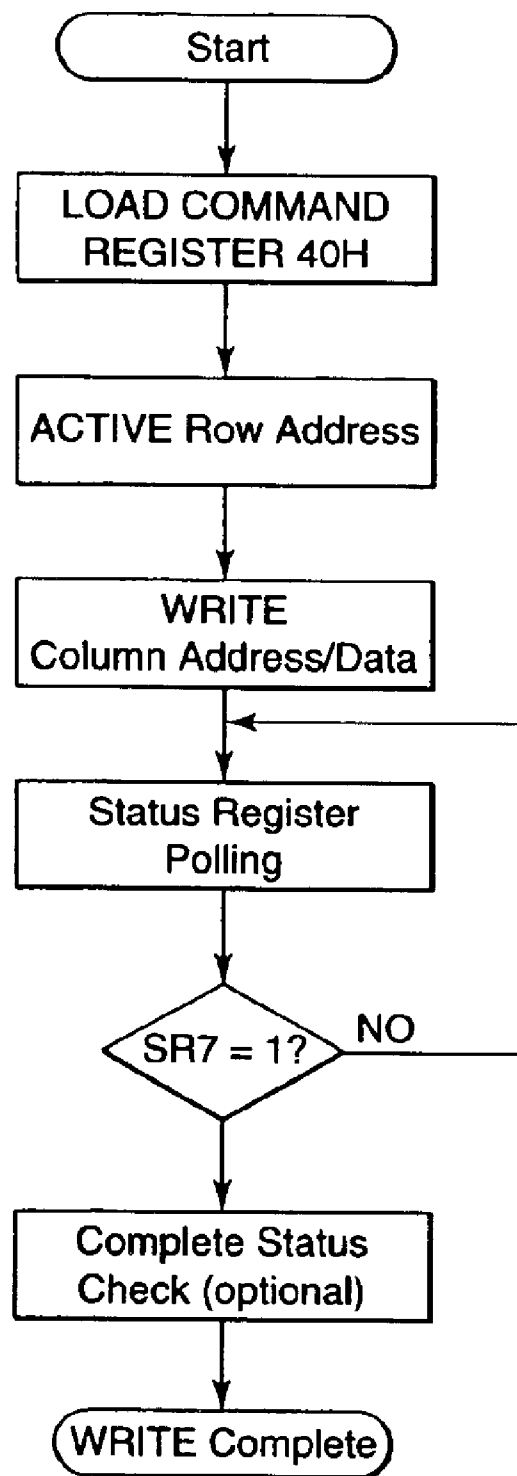 Start
LOAD COMMAND
REGISTER 40H
ACTIVE Row Address
WRITE
Column Address/Data
Status Register
Polling
SR7 = 1?
NO
Complete Status
Check (optional)
WRITE Complete